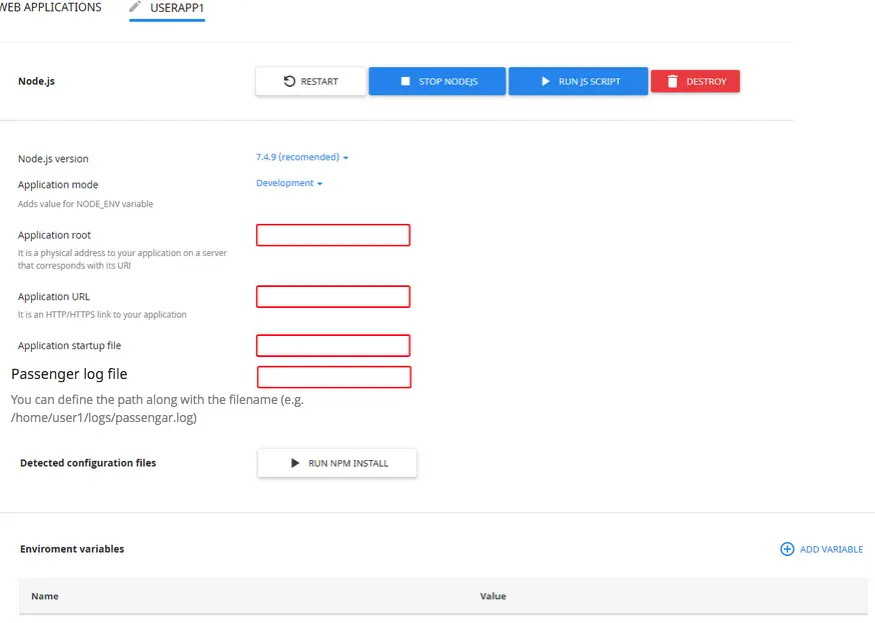 WEB APPLICATIONS USERAPP1
Node.js RESTART STOP NODEJS RUN JS SCRIPT DESTROY
Node.js version 7.4.9 (recomended)
Application mode Development
Adds value for NODE_ENV variable
Application root
It is a physical address to your application on a server
that corresponds with its URI
Application URL
It is an HTTP/HTTPS link to your application
Application startup file
Passenger log file
You can define the path along with the filename (e.g.
/home/user1/logs/passengar.log)
Detected configuration files RUN NPM INSTALL
Enviroment variables ADD VARIABLE
Name Value